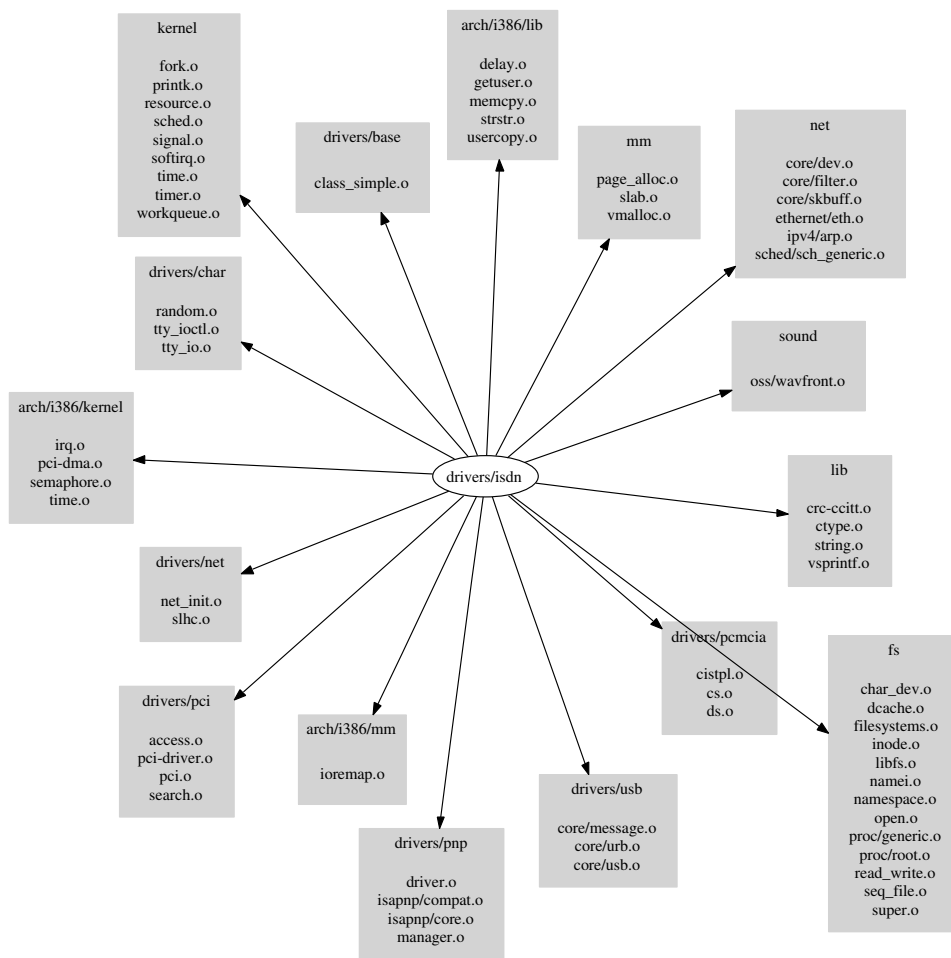 kernel
fork.o
printk.o
resource.o
sched.o
signal.o
softirq.o
time.o
timer.o
workqueue.o
drivers/base
class_simple.o
arch/i386/lib
delay.o
getuser.o
memcpy.o
strstr.o
usercopy.o
mm
page_alloc.o
slab.o
vmalloc.o
net
core/dev.o
core/filter.o
core/skbuff.o
ethernet/eth.o
ipv4/arp.o
sched/sch_generic.o
drivers/char
random.o
tty_ioctl.o
tty_io.o
sound
oss/wavfront.o
arch/i386/kernel
irq.o
pci-dma.o
semaphore.o
time.o
drivers/isdn
lib
crc-ccitt.o
ctype.o
string.o
vsprintf.o
drivers/net
net_init.o
slhc.o
drivers/pcmcia
cistpl.o
cs.o
ds.o
fs
char_dev.o
dcache.o
filesystems.o
inode.o
libfs.o
namei.o
namespace.o
open.o
proc/generic.o
proc/root.o
read_write.o
seq_file.o
super.o
drivers/pci
access.o
pci-driver.o
pci.o
search.o
arch/i386/mm
ioremap.o
drivers/usb
core/message.o
core/urb.o
core/usb.o
drivers/pnp
driver.o
isapnp/compat.o
isapnp/core.o
manager.o